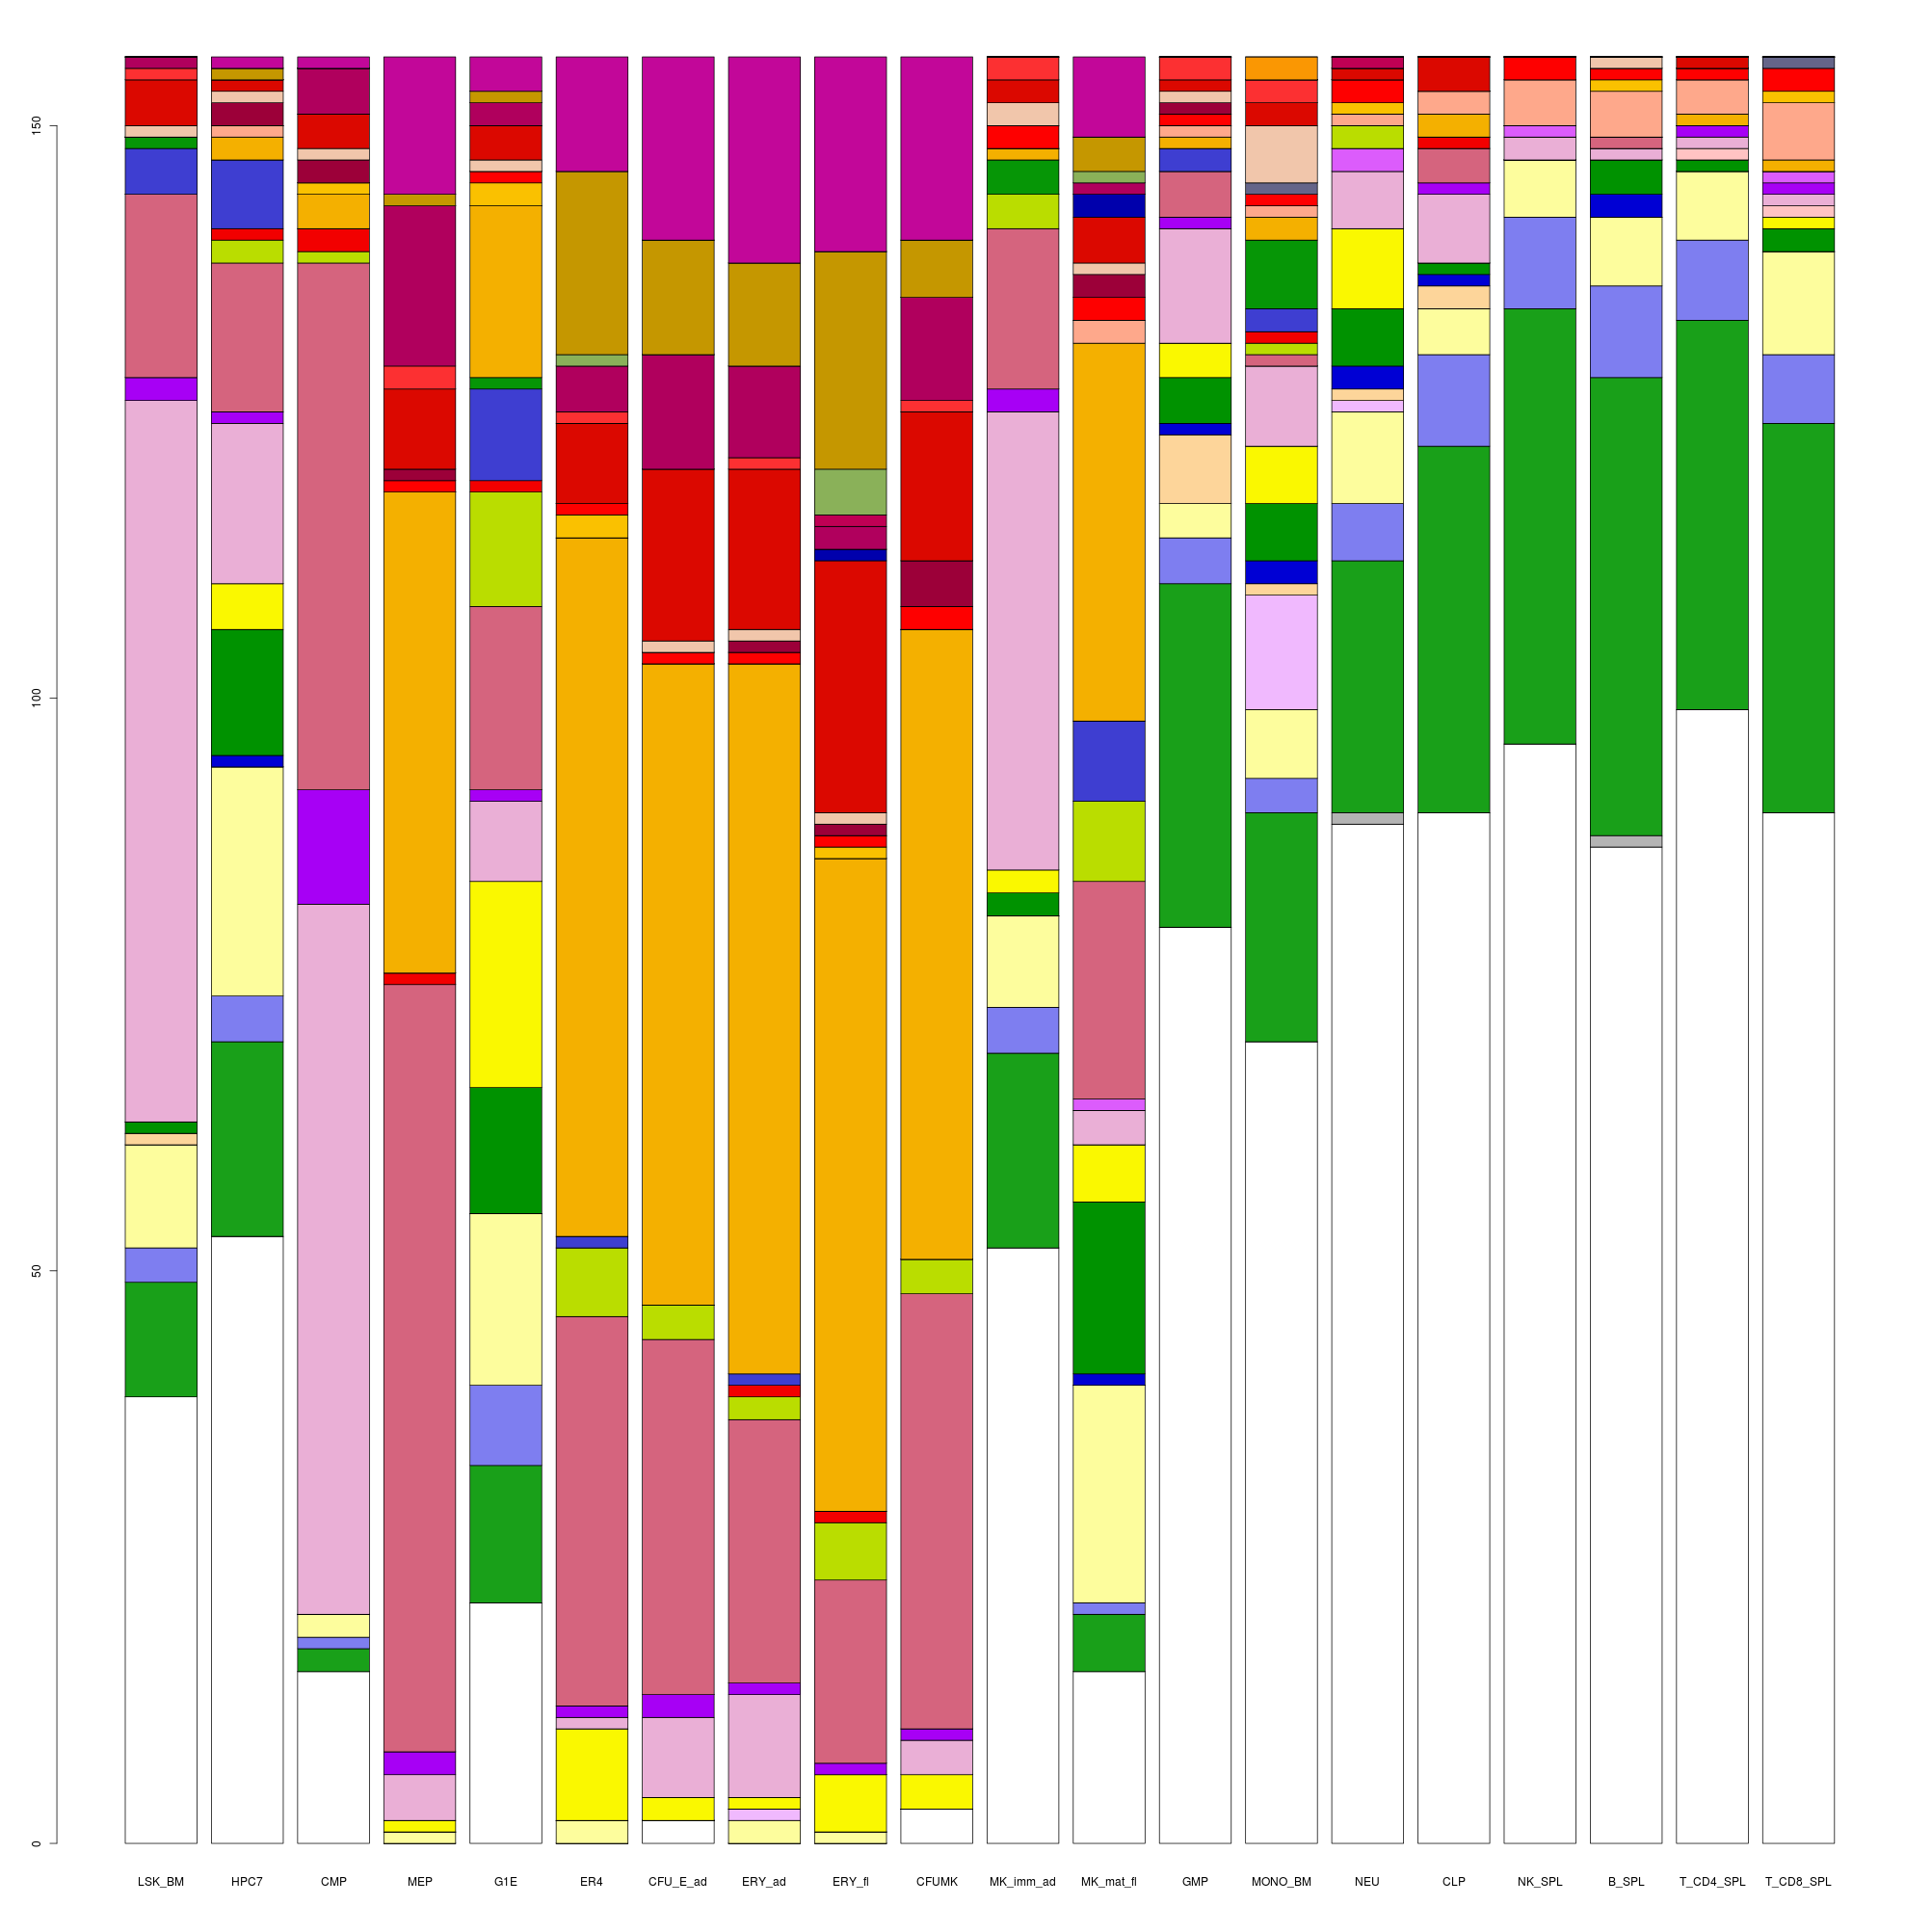 150
100
50
0
LSK_BM HPC7 CMP MEP G1E ER4 CFU_E_ad ERY_ad ERY_fl CFUMK MK_imm_ad MK_mat_fl GMP MONO_BM NEU CLP NK_SPL B_SPL T_CD4_SPL T_CD8_SPL